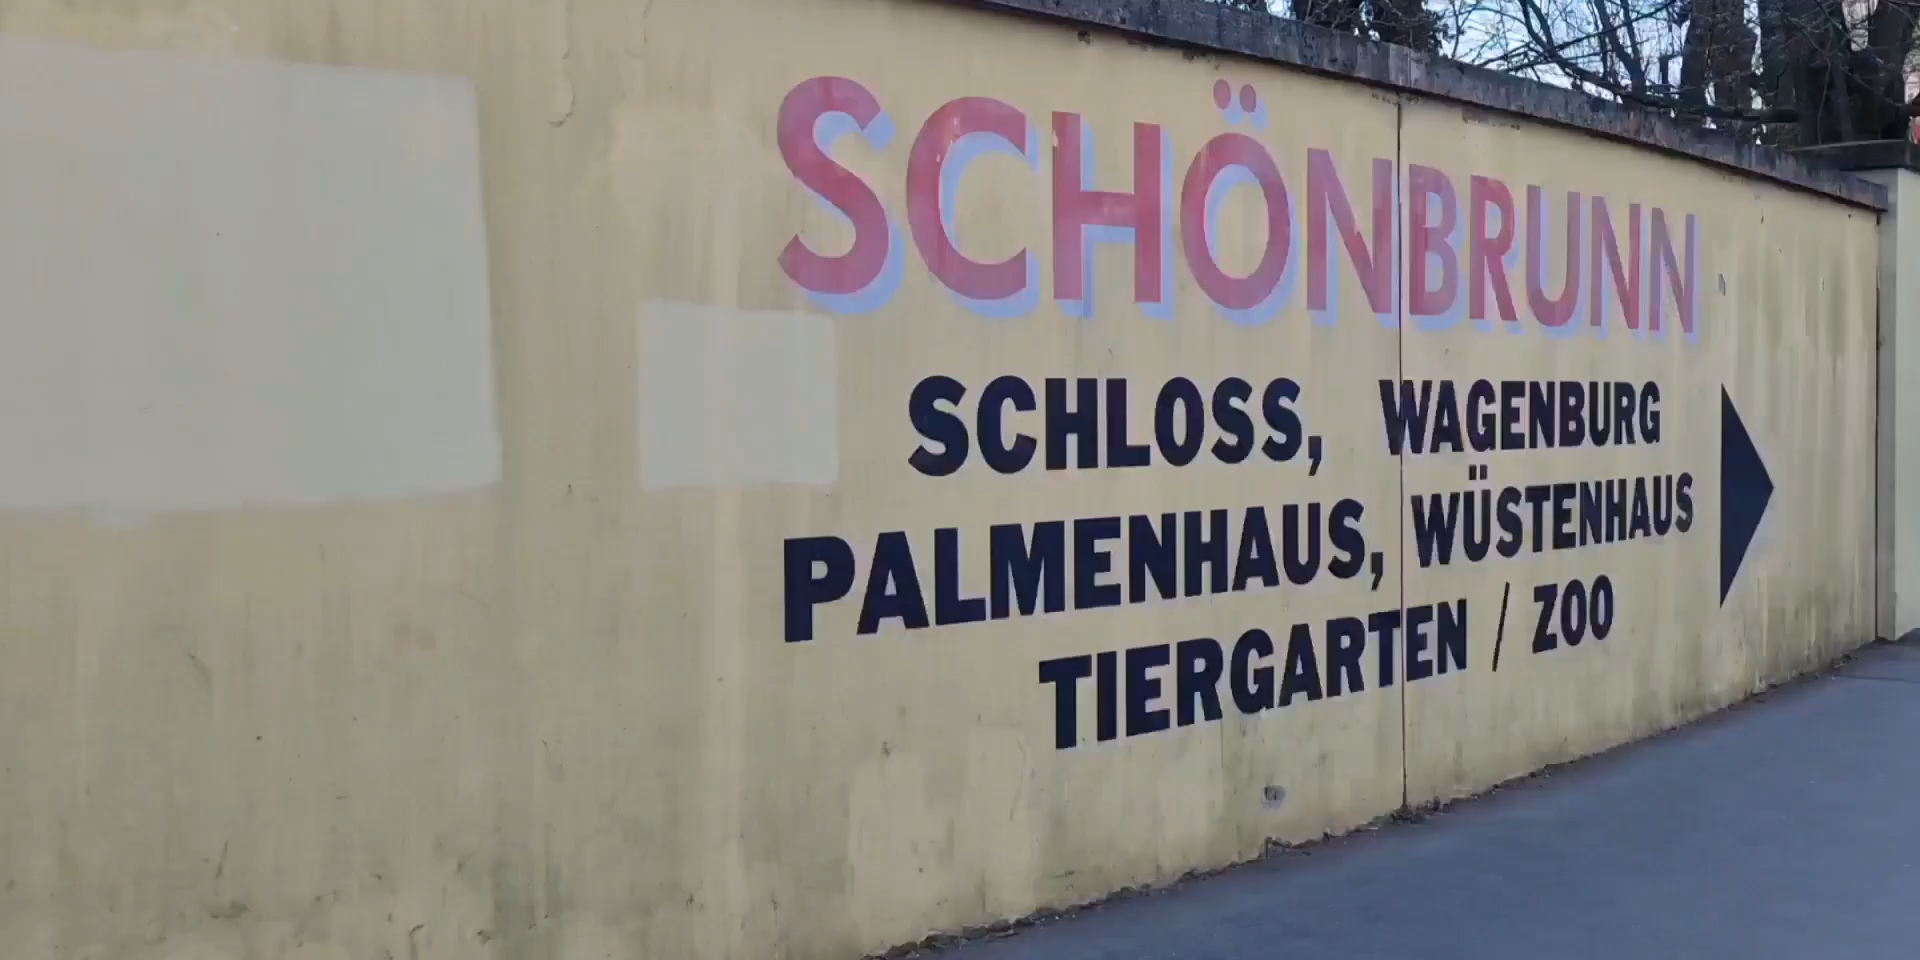 SCHÖNBRUNN
SCHLOSS, WAGENBURG
PALMENHAUS, WÜSTENHAUS
TIERGARTEN / ZOO